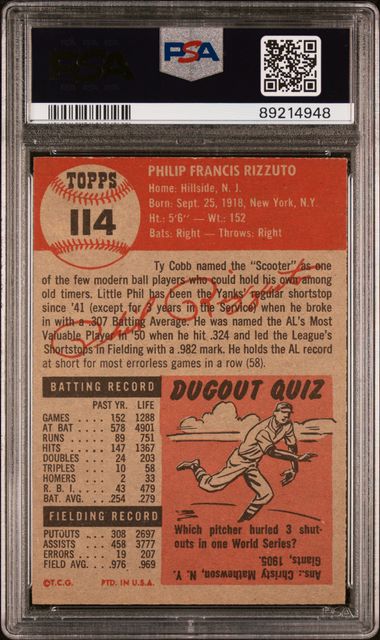 PSA
PSA
89214948
TOPPS
114
PHILIP FRANCIS RIZZUTO
Home: Hillside, N. J.
Born: Sept. 25, 1918, New York, N.Y.
Ht.: 5'6" — Wt.: 152
Bats: Right — Throws: Right
Ty Cobb named the "Scooter" as one
of the few modern ball players who could hold his own among
old timers. Little Phil has been the Yanks' regular shortstop
since '41 (except for 3 years in the Service) when he broke
in with a .307 Batting Average. He was named the AL's Most
Valuable Player in '50 when he hit .324 and led the League's
Shortstops in Fielding with a .982 mark. He holds the AL record
at short for most errorless games in a row (58).
Phil Rizzuto
BATTING RECORD
PAST YR. LIFE
GAMES 152 1288
AT BAT 578 4901
RUNS 89 751
HITS 147 1367
DOUBLES 24 203
TRIPLES 10 58
HOMERS 2 33
R. B. I. 43 479
BAT. AVG. .254 .279
FIELDING RECORD
PUTOUTS 308 2697
ASSISTS 458 3777
ERRORS 19 207
FIELD AVG. .976 .969
©T.C.G. PTD. IN U.S.A.
DUGOUT QUIZ
Which pitcher hurled 3 shut-
outs in one World Series?
Ans.: Christy Mathewson, N. Y.
Giants, 1905.